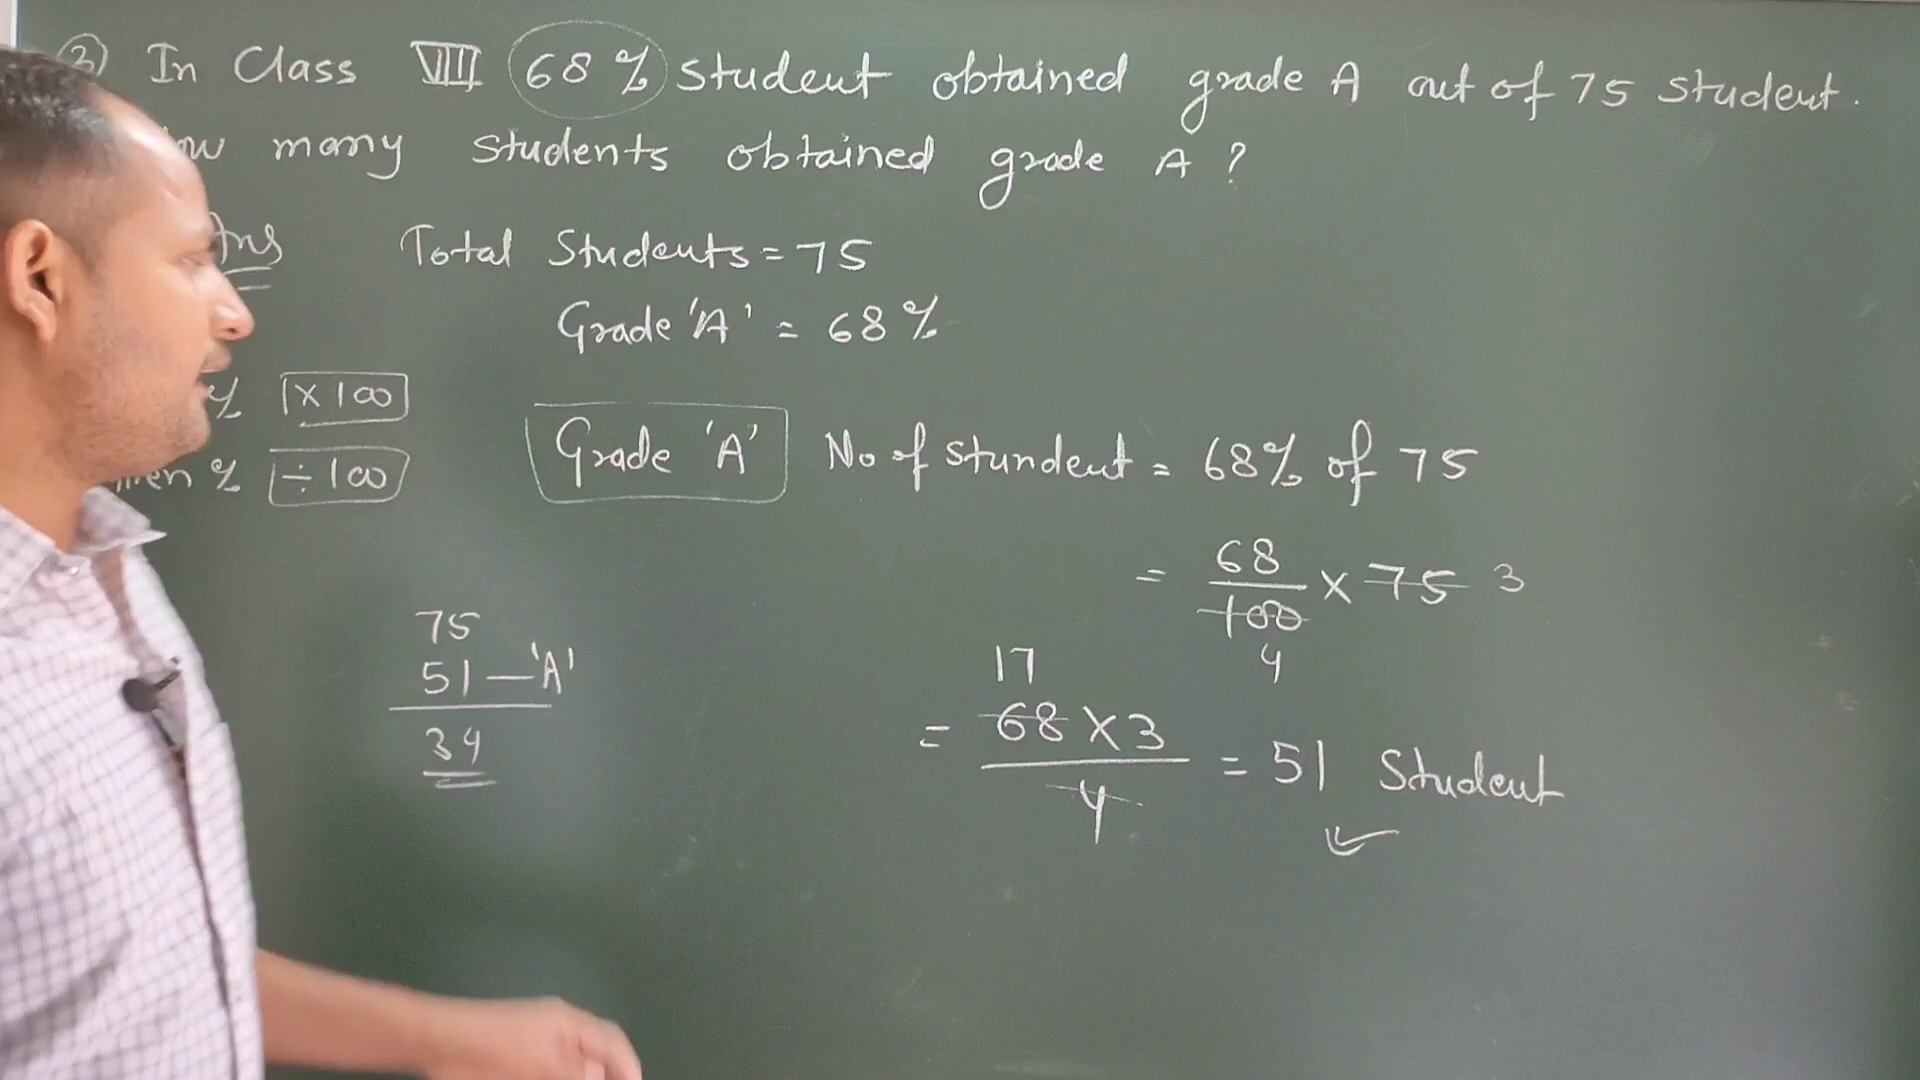 3) In Class VIII 68% student obtained grade A out of 75 student.
many students obtained grade A ?
Ans Total Students = 75
Grade 'A' = 68%
% ×100
% ÷100
Grade 'A' No of stundent = 68% of 75
= 68/100 × 75 3
4
17
= 68×3/4 = 51 Student
75
51 — 'A'
34